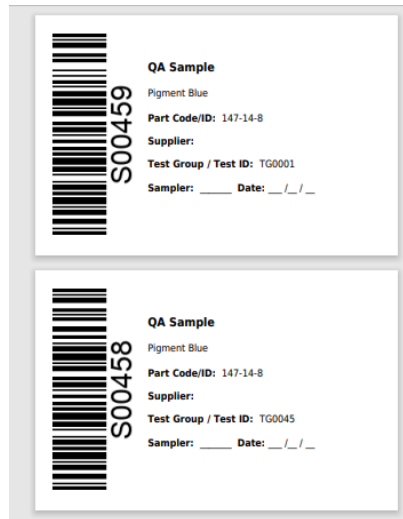 S00459
QA Sample
Pigment Blue
Part Code/ID: 147-14-8
Supplier:
Test Group / Test ID: TG0001
Sampler: ______ Date: ___/__/ __
S00458
QA Sample
Pigment Blue
Part Code/ID: 147-14-8
Supplier:
Test Group / Test ID: TG0045
Sampler: ______ Date: ___/__/ __